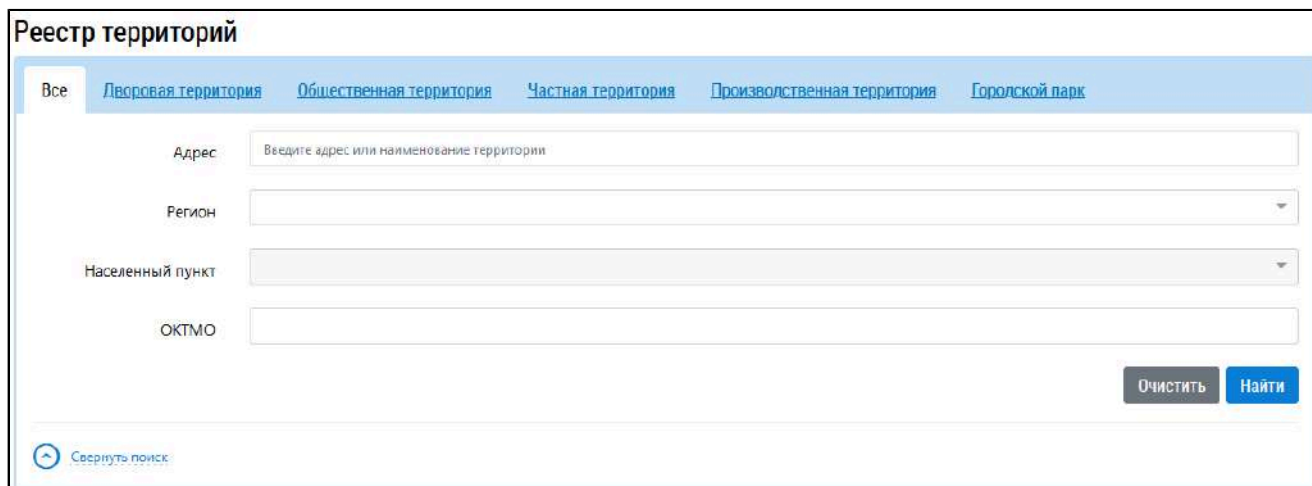 Реестр территорий
Все Дворовая территория Общественная территория Частная территория Производственная территория Городской парк
Адрес Введите адрес или наименование территории
Регион
Населенный пункт
ОКТМО
Очистить Найти
Свернуть поиск